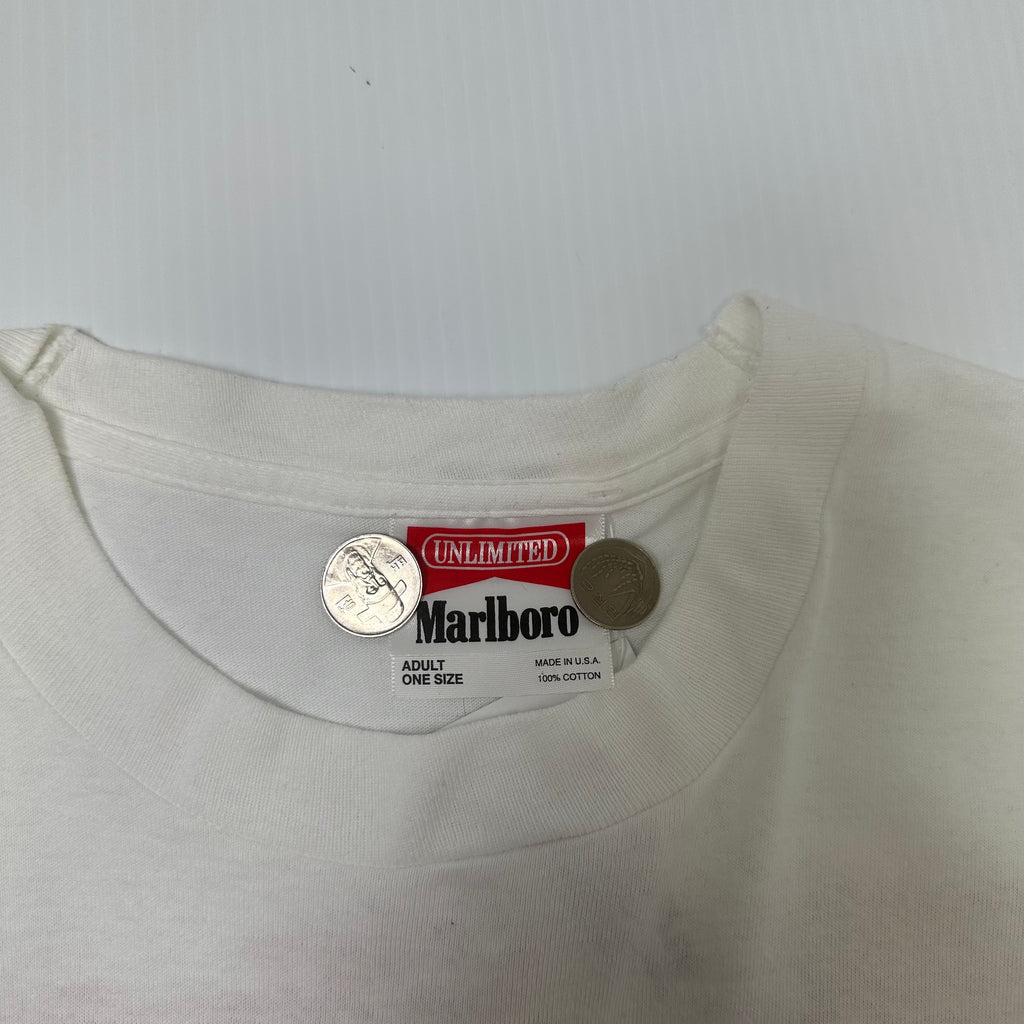 UNLIMITED
Marlboro
ADULT
ONE SIZE
MADE IN U.S.A.
100% COTTON